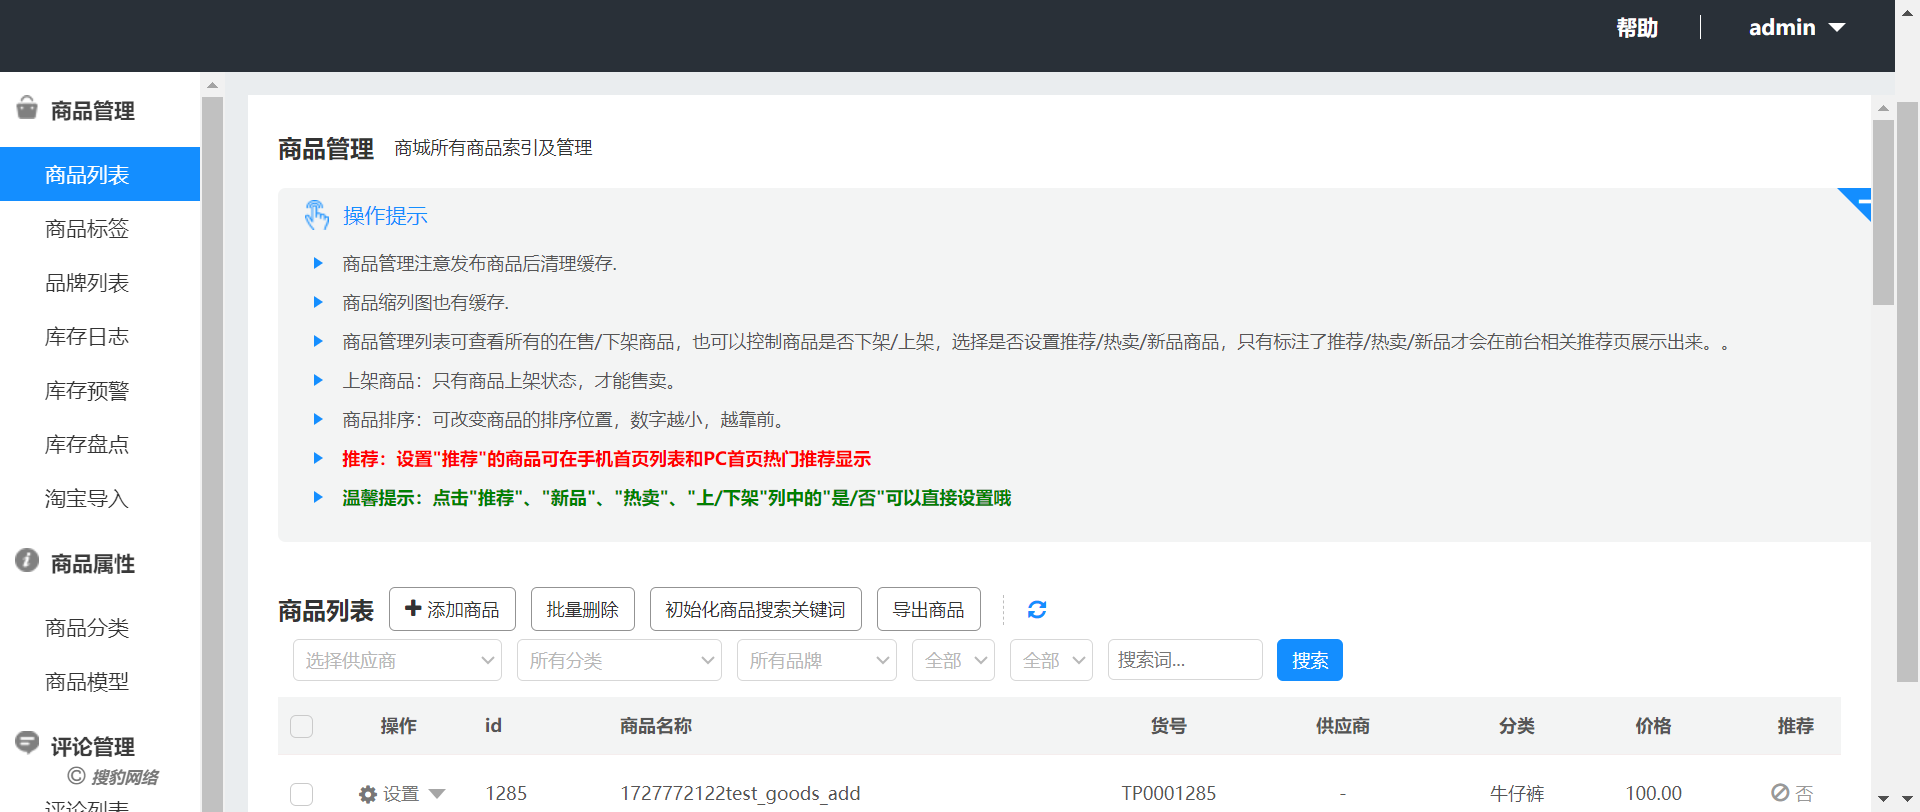 帮助 admin
商品管理
商品列表
商品标签
品牌列表
库存日志
库存预警
库存盘点
淘宝导入
商品属性
商品分类
商品模型
评论管理
© 搜豹网络
评论列表
商品管理 商城所有商品索引及管理
操作提示
商品管理注意发布商品后清理缓存.
商品缩列图也有缓存.
商品管理列表可查看所有的在售/下架商品，也可以控制商品是否下架/上架，选择是否设置推荐/热卖/新品商品，只有标注了推荐/热卖/新品才会在前台相关推荐页展示出来。。
上架商品：只有商品上架状态，才能售卖。
商品排序：可改变商品的排序位置，数字越小，越靠前。
推荐：设置"推荐"的商品可在手机首页列表和PC首页热门推荐显示
温馨提示：点击"推荐"、"新品"、"热卖"、"上/下架"列中的"是/否"可以直接设置哦
商品列表 添加商品 批量删除 初始化商品搜索关键词 导出商品
选择供应商 所有分类 所有品牌 全部 全部 搜索词... 搜索
操作 id 商品名称 货号 供应商 分类 价格 推荐
设置 1285 1727772122test_goods_add TP0001285 - 牛仔裤 100.00 否